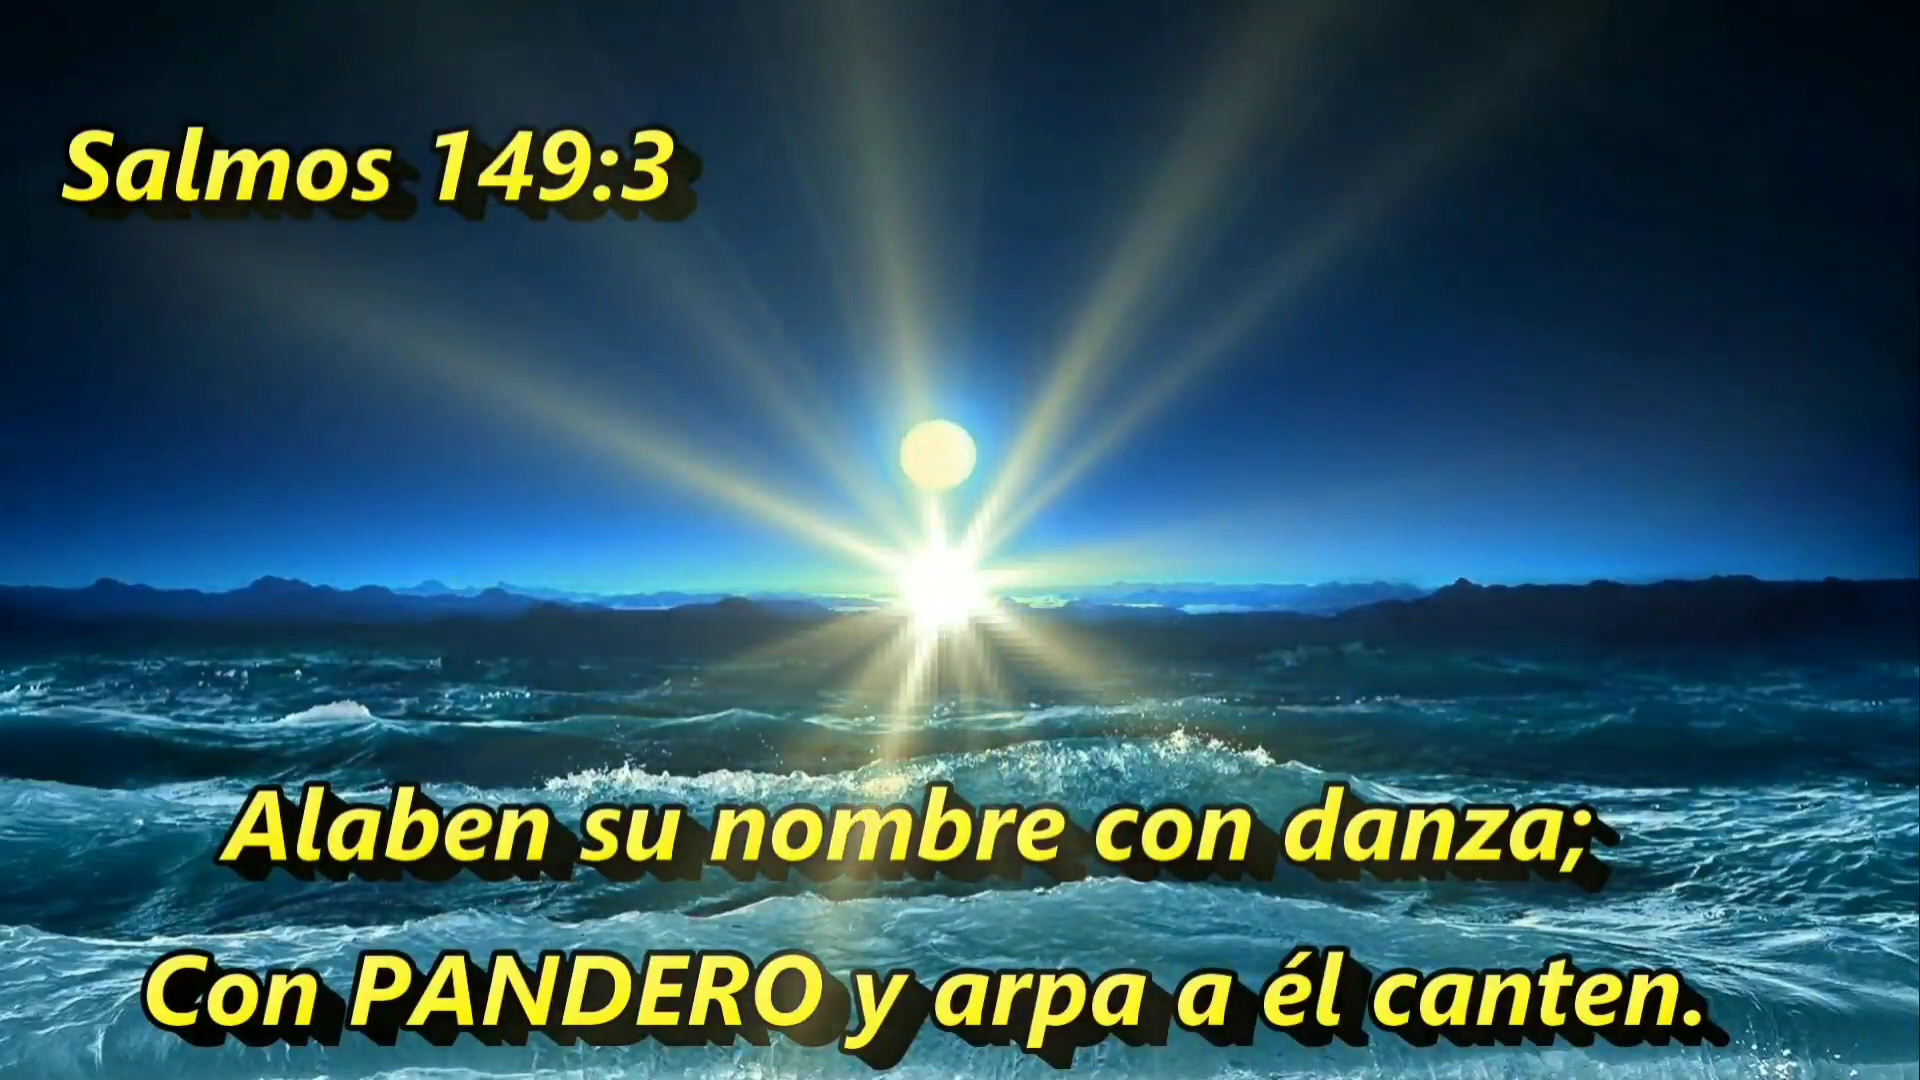 Salmos 149:3
Alaben su nombre con danza;
Con PANDERO y arpa a él canten.